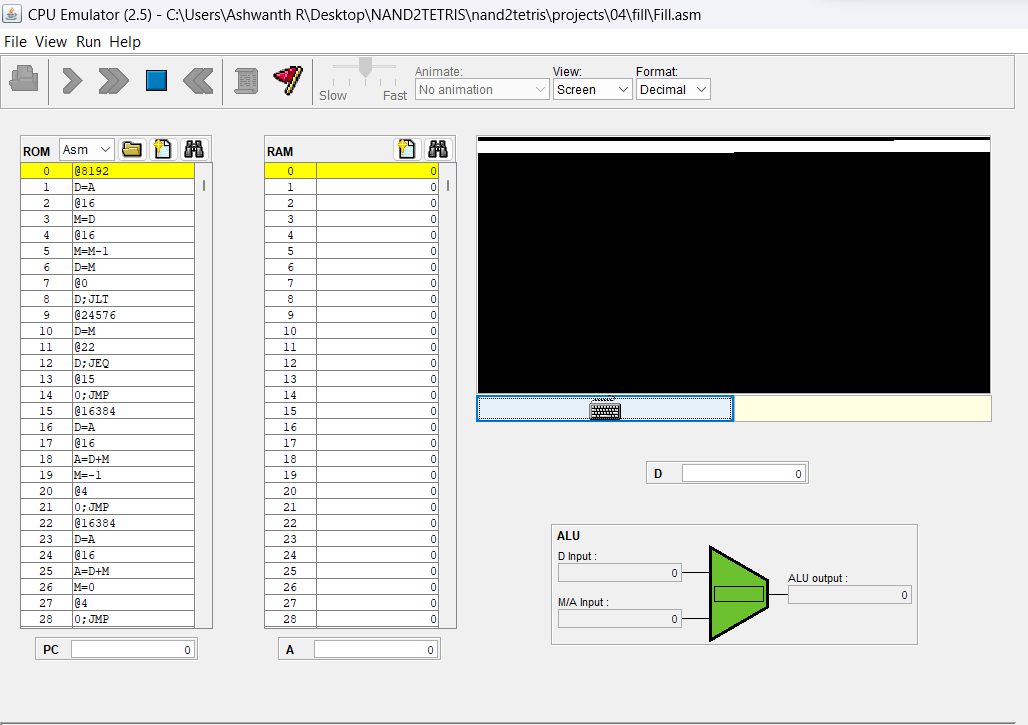 CPU Emulator (2.5) - C:\Users\Ashwanth R\Desktop\NAND2TETRIS\nand2tetris\projects\04\fill\Fill.asm
File View Run Help
Slow Fast
Animate:
No animation
View:
Screen
Format:
Decimal
ROM Asm
0 @8192
1 D=A
2 @16
3 M=D
4 @16
5 M=M-1
6 D=M
7 @0
8 D;JLT
9 @24576
10 D=M
11 @22
12 D;JEQ
13 @15
14 0;JMP
15 @16384
16 D=A
17 @16
18 A=D+M
19 M=-1
20 @4
21 0;JMP
22 @16384
23 D=A
24 @16
25 A=D+M
26 M=0
27 @4
28 0;JMP
PC 0
RAM
0 0
1 0
2 0
3 0
4 0
5 0
6 0
7 0
8 0
9 0
10 0
11 0
12 0
13 0
14 0
15 0
16 0
17 0
18 0
19 0
20 0
21 0
22 0
23 0
24 0
25 0
26 0
27 0
28 0
A 0
D 0
ALU
D Input :
0
M/A Input :
0
ALU output :
0